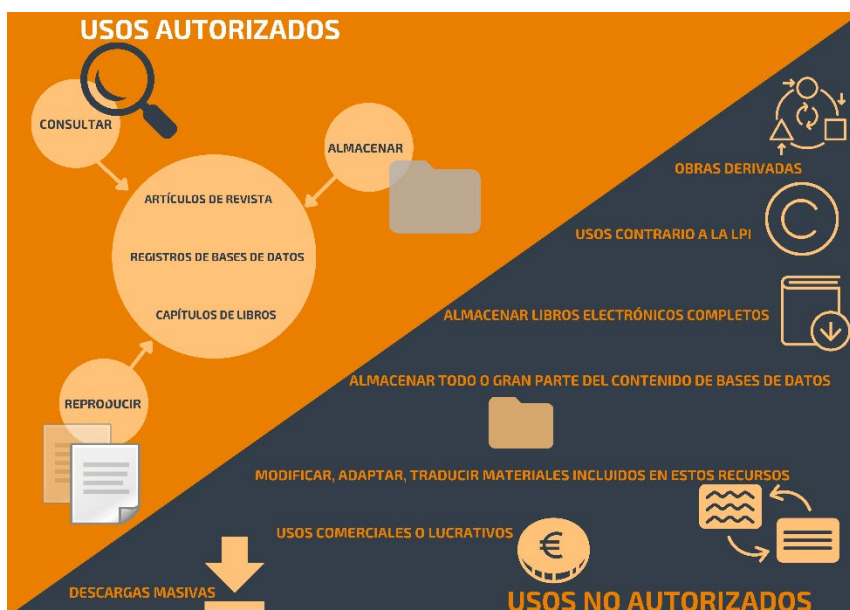 USOS AUTORIZADOS
CONSULTAR
ALMACENAR
ARTÍCULOS DE REVISTA
REGISTROS DE BASES DE DATOS
CAPÍTULOS DE LIBROS
REPRODUCIR
OBRAS DERIVADAS
USOS CONTRARIO A LA LPI
ALMACENAR LIBROS ELECTRÓNICOS COMPLETOS
ALMACENAR TODO O GRAN PARTE DEL CONTENIDO DE BASES DE DATOS
MODIFICAR, ADAPTAR, TRADUCIR MATERIALES INCLUIDOS EN ESTOS RECURSOS
USOS COMERCIALES O LUCRATIVOS
DESCARGAS MASIVAS
USOS NO AUTORIZADOS